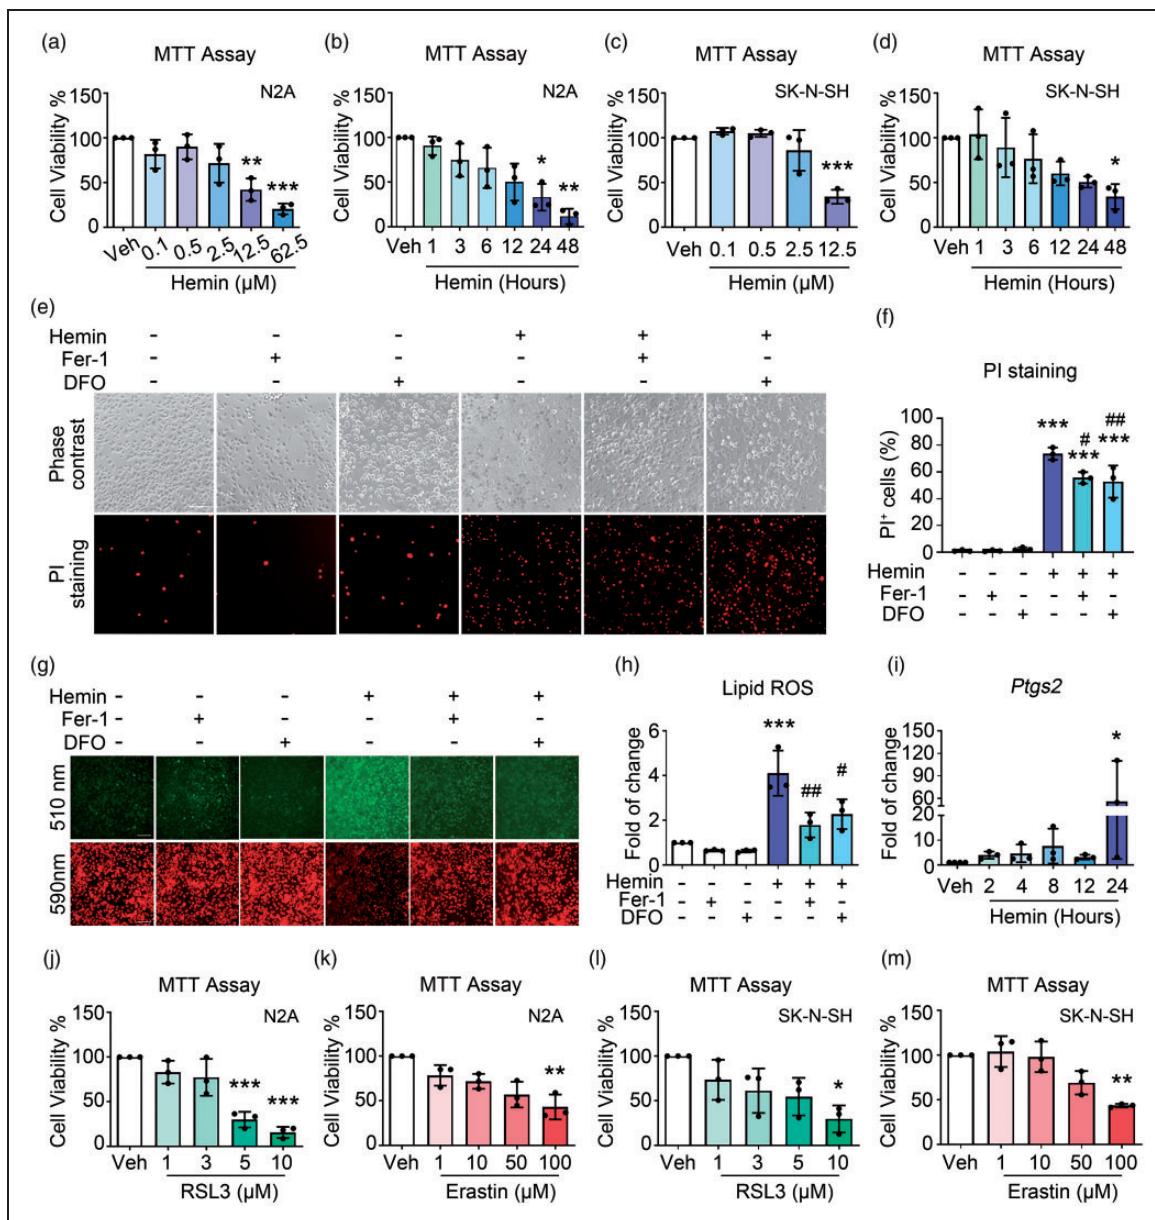 (a)
MTT Assay
N2A
Cell Viability %
150
100
50
0
**
***
Veh 0.1 0.5 2.5 12.5 62.5
Hemin (µM)
(b)
MTT Assay
N2A
Cell Viability %
150
100
50
0
*
**
Veh 1 3 6 12 24 48
Hemin (Hours)
(c)
MTT Assay
SK-N-SH
Cell Viability %
150
100
50
0
***
Veh 0.1 0.5 2.5 12.5
Hemin (µM)
(d)
MTT Assay
SK-N-SH
Cell Viability %
150
100
50
0
*
Veh 1 3 6 12 24 48
Hemin (Hours)
(e)
Hemin - - - + + +
Fer-1 - + - - + -
DFO - - + - - +
Phase contrast
PI staining
(f)
PI staining
PI+ cells (%)
100
80
60
40
20
0
***
#
***
##
***
Hemin - - - + + +
Fer-1 - + - - + -
DFO - - + - - +
(g)
Hemin - - - + + +
Fer-1 - + - - + -
DFO - - + - - +
510 nm
590nm
(h)
Lipid ROS
Fold of change
6
4
2
0
***
##
#
Hemin - - - + + +
Fer-1 - + - - + -
DFO - - + - - +
(i)
Ptgs2
Fold of change
150
100
50
10
0
*
Veh 2 4 8 12 24
Hemin (Hours)
(j)
MTT Assay
N2A
Cell Viability %
150
100
50
0
***
***
Veh 1 3 5 10
RSL3 (µM)
(k)
MTT Assay
N2A
Cell Viability %
150
100
50
0
**
Veh 1 10 50 100
Erastin (µM)
(l)
MTT Assay
SK-N-SH
Cell Viability %
150
100
50
0
*
Veh 1 3 5 10
RSL3 (µM)
(m)
MTT Assay
SK-N-SH
Cell Viability %
150
100
50
0
**
Veh 1 10 50 100
Erastin (µM)